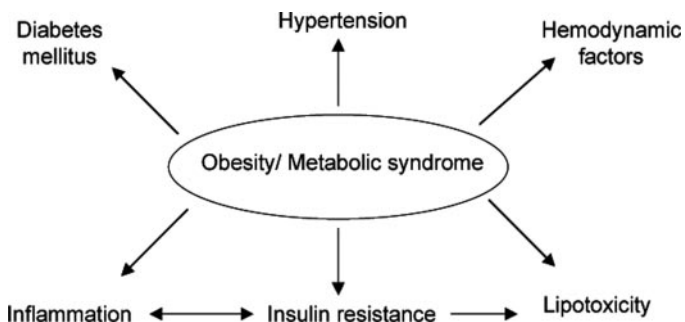 Diabetes
mellitus
Hypertension
Hemodynamic
factors
Obesity/ Metabolic syndrome
Inflammation
Insulin resistance
Lipotoxicity